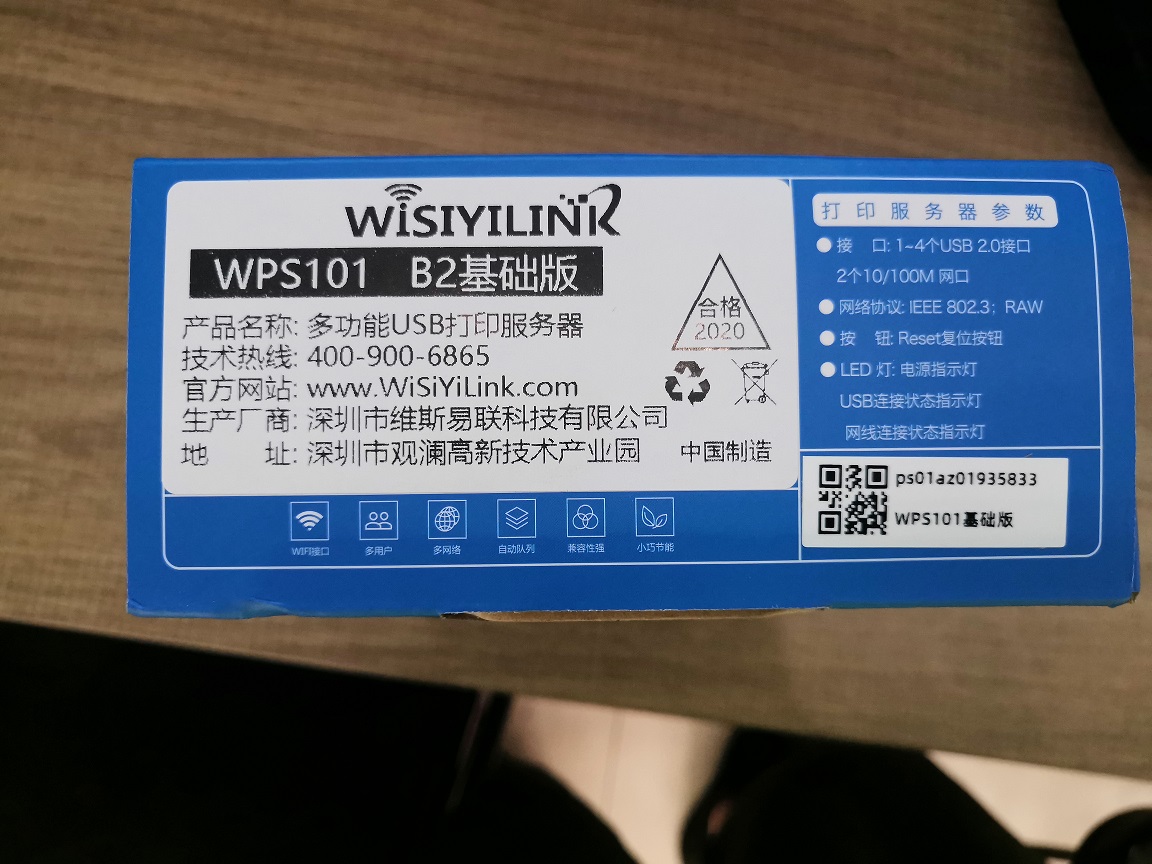 WiSIYILINK
WPS101 B2基础版
产品名称: 多功能USB打印服务器
技术热线: 400-900-6865
官方网站: www.WiSiYiLink.com
生产厂商: 深圳市维斯易联科技有限公司
地 址: 深圳市观澜高新技术产业园
合格
2020
中国制造
WIFI接口
多用户
多网络
自动队列
兼容性强
小巧节能
打印服务器参数
接 口: 1~4个USB 2.0接口
2个10/100M 网口
网络协议: IEEE 802.3; RAW
按 钮: Reset复位按钮
LED 灯: 电源指示灯
USB连接状态指示灯
网线连接状态指示灯
ps01az01935833
WPS101基础版